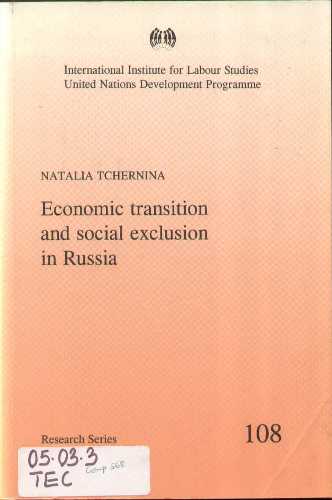 International Institute for Labour Studies
United Nations Development Programme
NATALIA TCHERNINA
Economic transition
and social exclusion
in Russia
Research Series 108
05.03.3
TEC